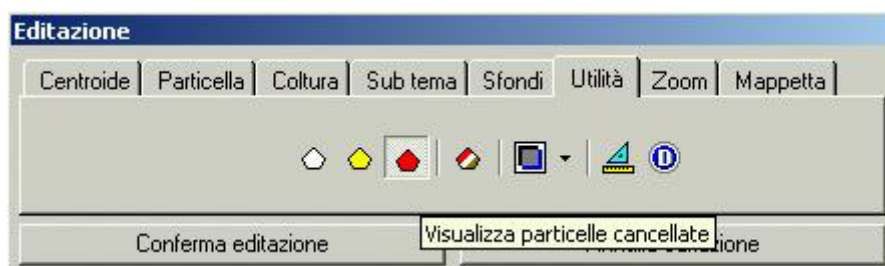 Editazione
Centroide Particella Coltura Sub tema Sfondi Utilità Zoom Mappetta
Conferma editazione
Visualizza particelle cancellate